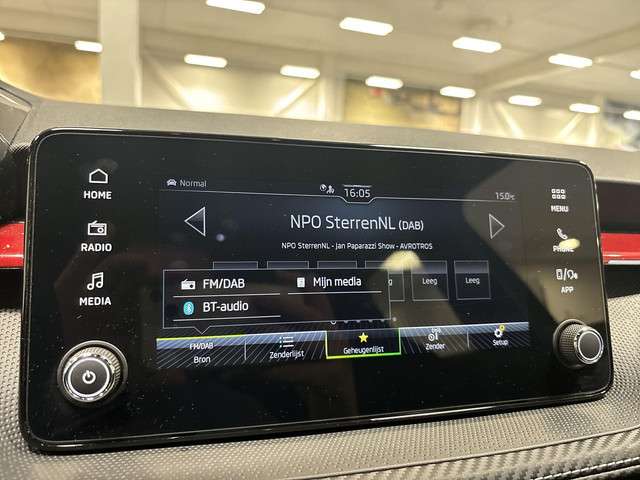 HOME
RADIO
MEDIA
Normal
16:05
15.0°C
NPO SterrenNL (DAB)
NPO SterrenNL - Jan Paparazzi Show - AVROTROS
FM/DAB
Mijn media
BT-audio
Leeg
Leeg
FM/DAB
Bron
Zenderlijst
Geheugenlijst
Zender
Setup
MENU
PHONE
APP